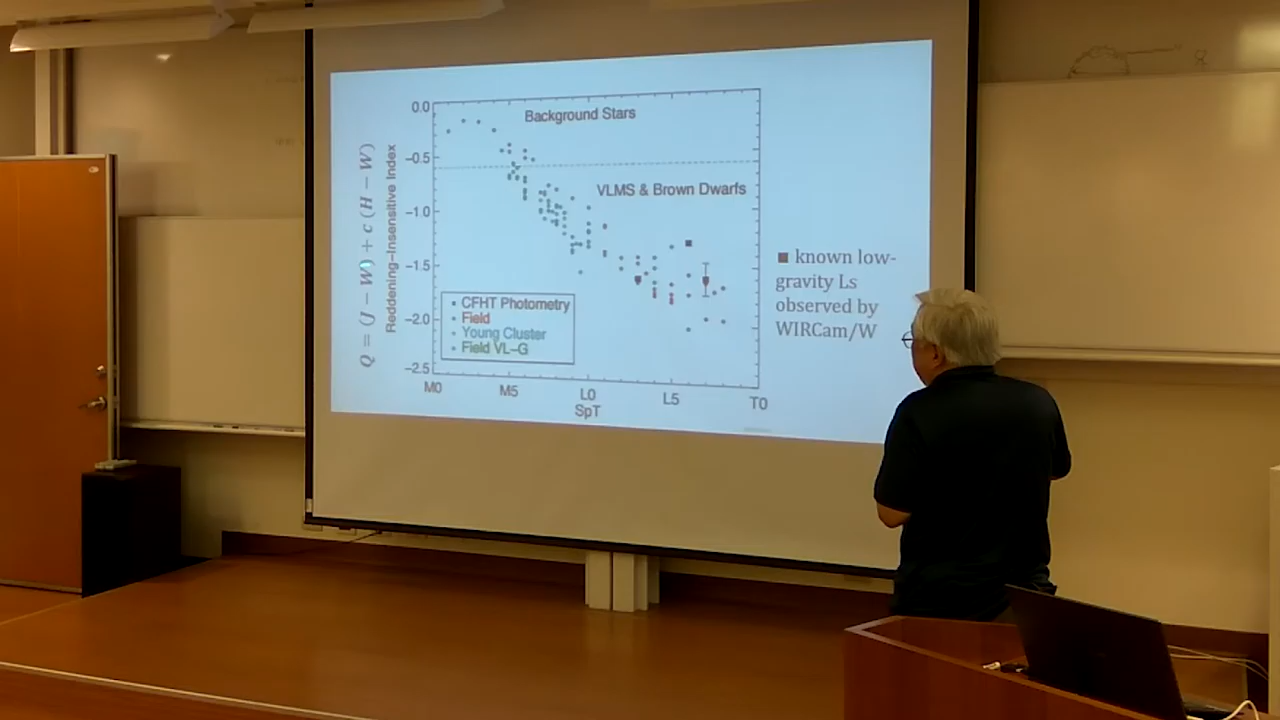 Background Stars
VLMS & Brown Dwarfs
Q = (J − W) + c (H − W)
Reddening−Insensitive Index
0.0
−0.5
−1.0
−1.5
−2.0
−2.5
CFHT Photometry
Field
Young Cluster
Field VL−G
M0
M5
L0
L5
T0
SpT
■ known low-
gravity Ls
observed by
WIRCam/W